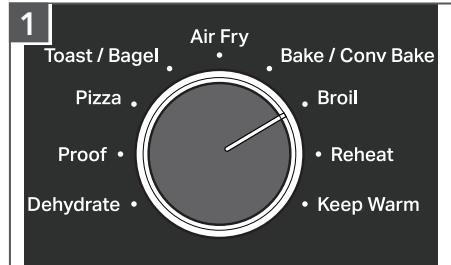 1
Air Fry
Toast / Bagel
Bake / Conv Bake
Pizza
Broil
Proof
Reheat
Dehydrate
Keep Warm